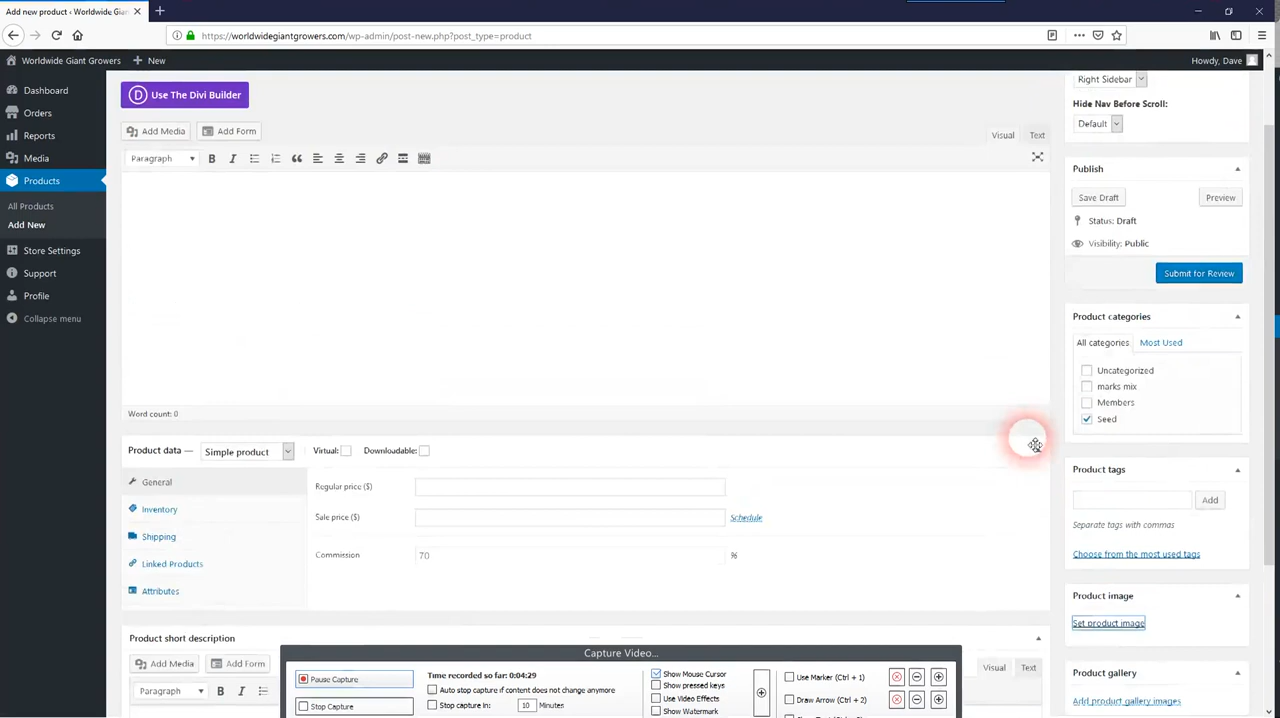 Add new product ‹ Worldwide Gian
https://worldwidegiantgrowers.com/wp-admin/post-new.php?post_type=product
Worldwide Giant Growers
New
Howdy, Dave
Dashboard
Orders
Reports
Media
Products
All Products
Add New
Store Settings
Support
Profile
Collapse menu
Use The Divi Builder
Add Media
Add Form
Visual
Text
Paragraph
Word count: 0
Product data —
Simple product
Virtual:
Downloadable:
General
Inventory
Shipping
Linked Products
Attributes
Regular price ($)
Sale price ($)
Schedule
Commission
70
%
Product short description
Add Media
Add Form
Visual
Text
Paragraph
Right Sidebar
Hide Nav Before Scroll:
Default
Publish
Save Draft
Preview
Status: Draft
Visibility: Public
Submit for Review
Product categories
All categories
Most Used
Uncategorized
marks mix
Members
Seed
Product tags
Add
Separate tags with commas
Choose from the most used tags
Product image
Set product image
Product gallery
Add product gallery images
Capture Video...
Pause Capture
Stop Capture
Time recorded so far: 0:04:29
Auto stop capture if content does not change anymore
Stop capture in: 10 Minutes
Show Mouse Cursor
Show pressed keys
Use Video Effects
Show Watermark
Use Marker (Ctrl + 1)
Draw Arrow (Ctrl + 2)